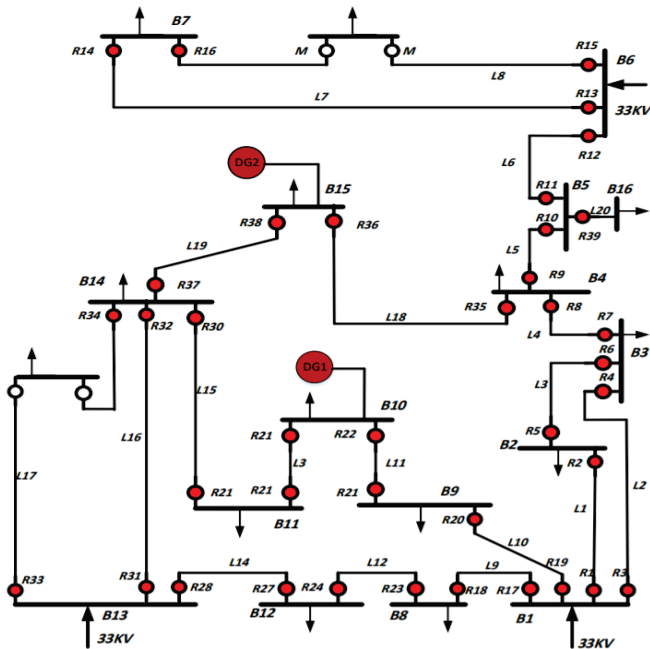 B7
R14
R16
M
M
R15
B6
L8
R13
L7
33KV
R12
L6
DG2
B15
R11
B5
B16
R10
L20
R39
R38
R36
L19
L5
R9
B4
R37
B14
R34
R32
R30
R35
R8
L18
L4
R7
R6
B3
R4
L3
DG1
L15
L16
B10
R21
R22
R5
B2
R2
L17
L3
L11
L2
R21
R21
R21
B9
B11
R20
L1
L10
L14
L12
L9
R19
R33
R31
R28
R27
R24
R23
R18
R17
R1
R3
B13
B12
B8
B1
33KV
33KV